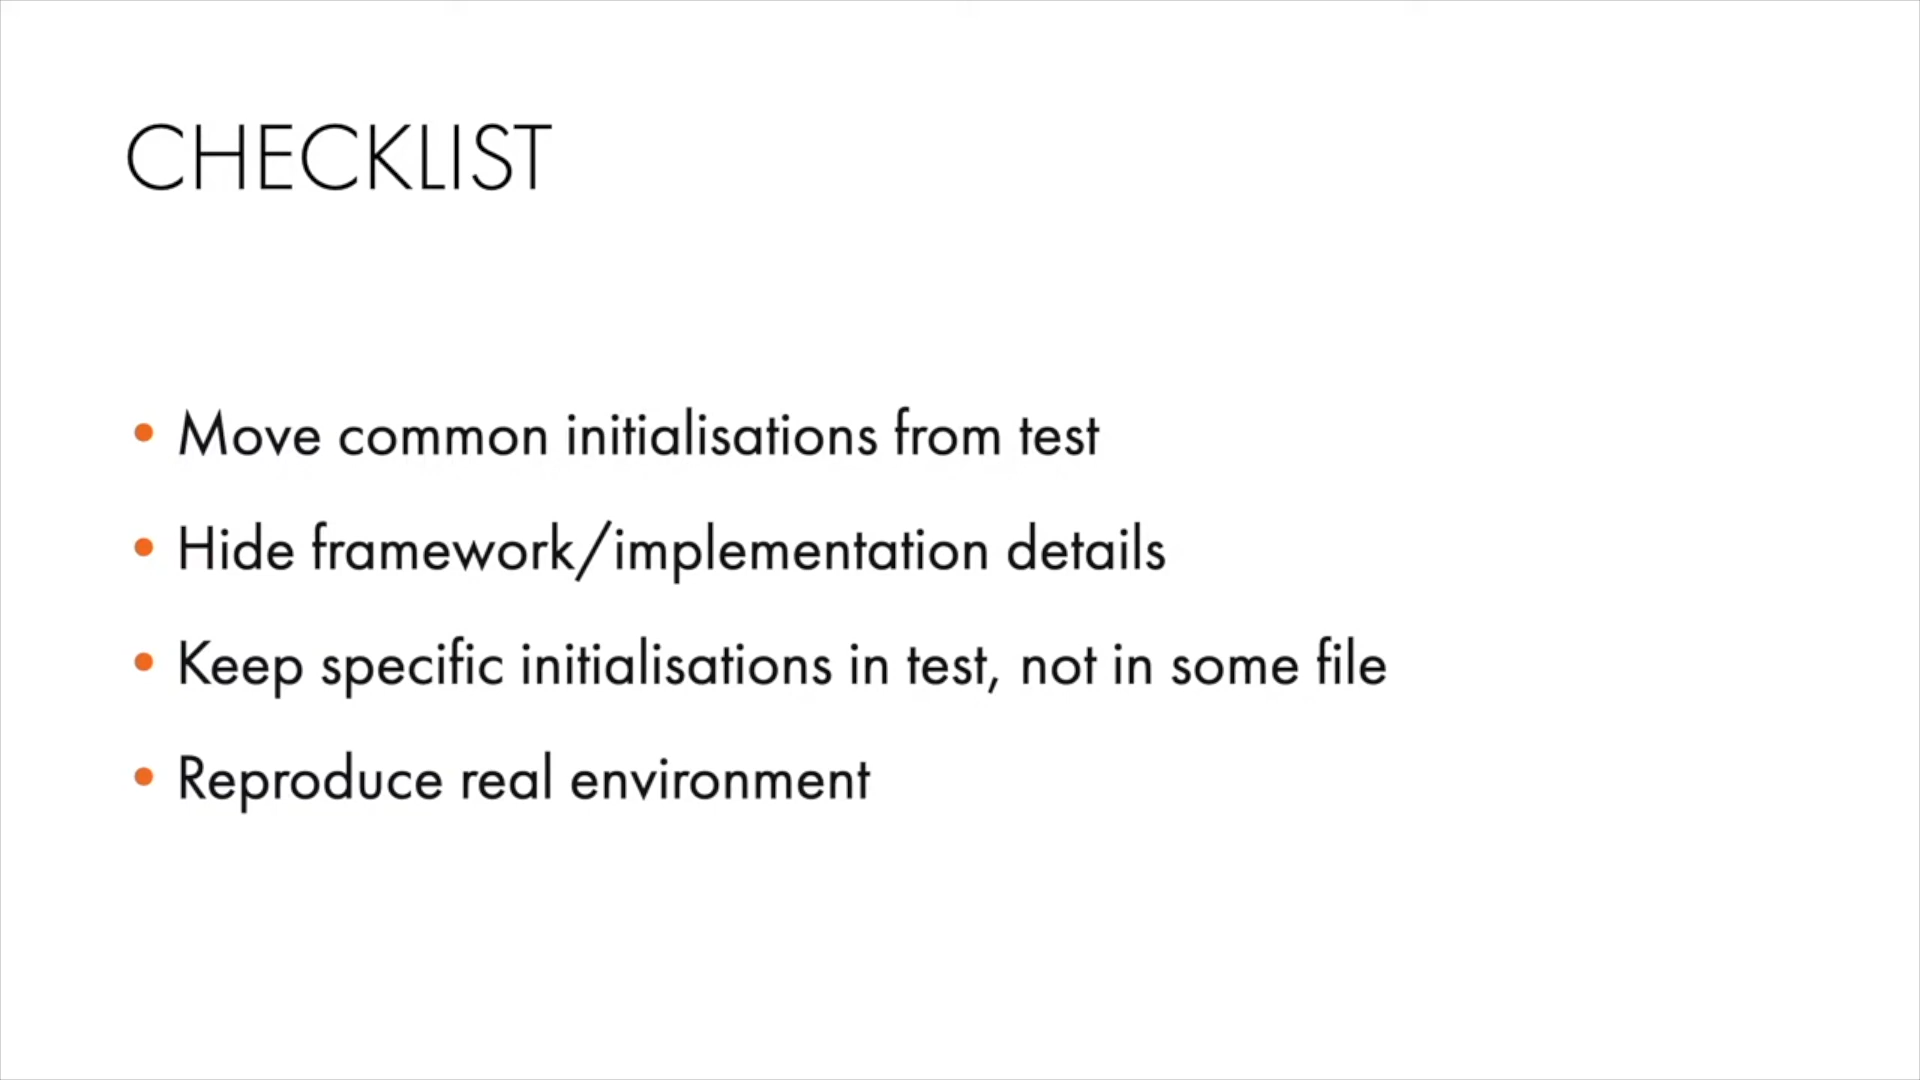 CHECKLIST
• Move common initialisations from test
• Hide framework/implementation details
• Keep specific initialisations in test, not in some file
• Reproduce real environment